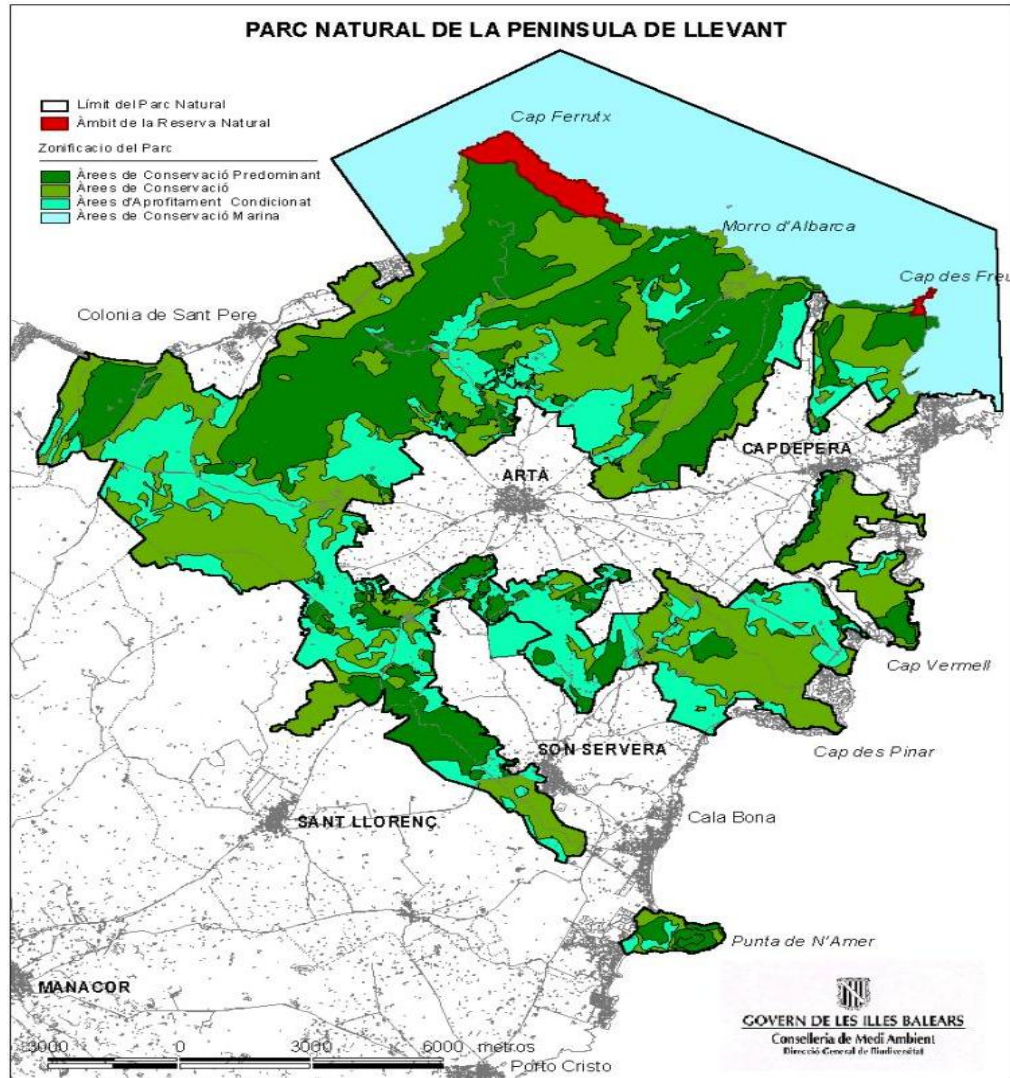 PARC NATURAL DE LA PENINSULA DE LLEVANT
Límit del Parc Natural
Àmbit de la Reserva Natural
Zonificacio del Parc
Àrees de Conservació Predominant
Àrees de Conservació
Àrees d'Aprofitament Condicionat
Àrees de Conservació Marina
Cap Ferrutx
Morro d'Albarca
Cap des Freu
Colonia de Sant Pere
CAPDEPERA
ARTÀ
Cap Vermell
SON SERVERA
Cap des Pinar
SANT LLORENÇ
Cala Bona
Punta de N'Amer
MANACOR
GOVERN DE LES ILLES BALEARS
Conselleria de Medi Ambient
Direcció General de Biodiversitat
3000 0 3000 6000 metros
Porto Cristo